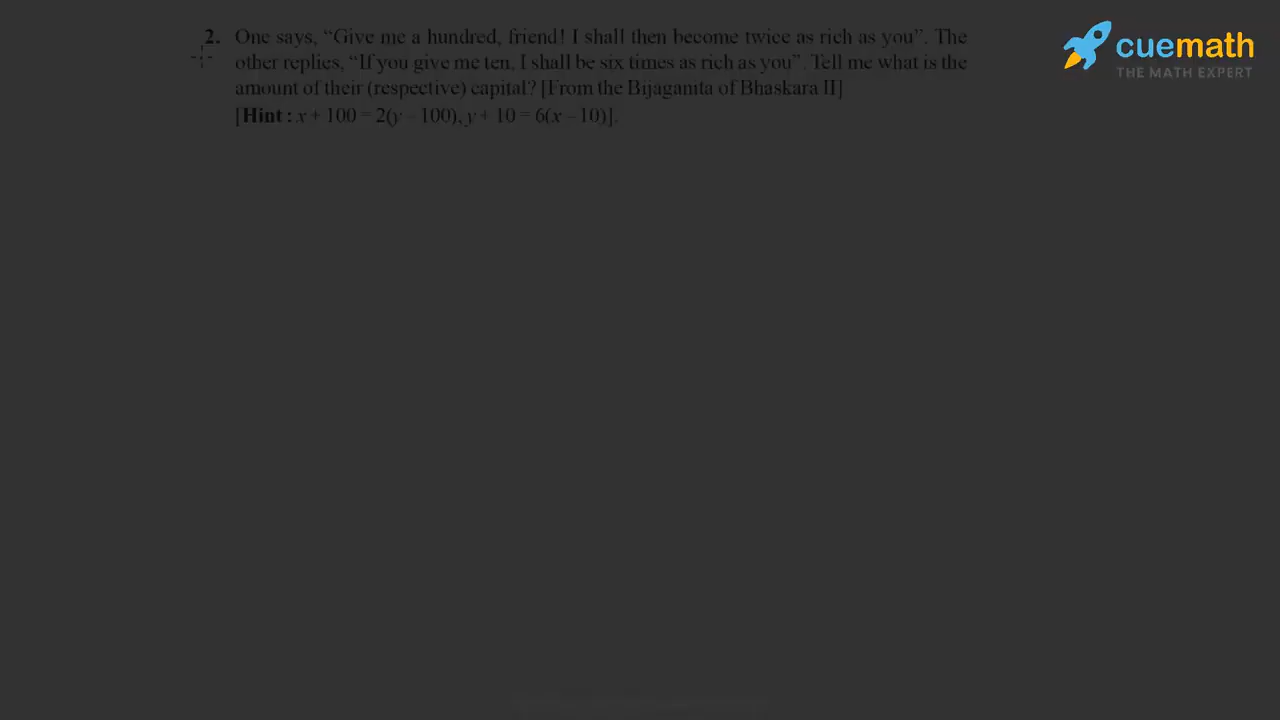 2. One says, “Give me a hundred, friend! I shall then become twice as rich as you”. The
other replies, “If you give me ten, I shall be six times as rich as you”. Tell me what is the
amount of their (respective) capital? [From the Bijaganita of Bhaskara II]
[Hint : x + 100 = 2(y – 100), y + 10 = 6(x – 10)].
cuemath
THE MATH EXPERT